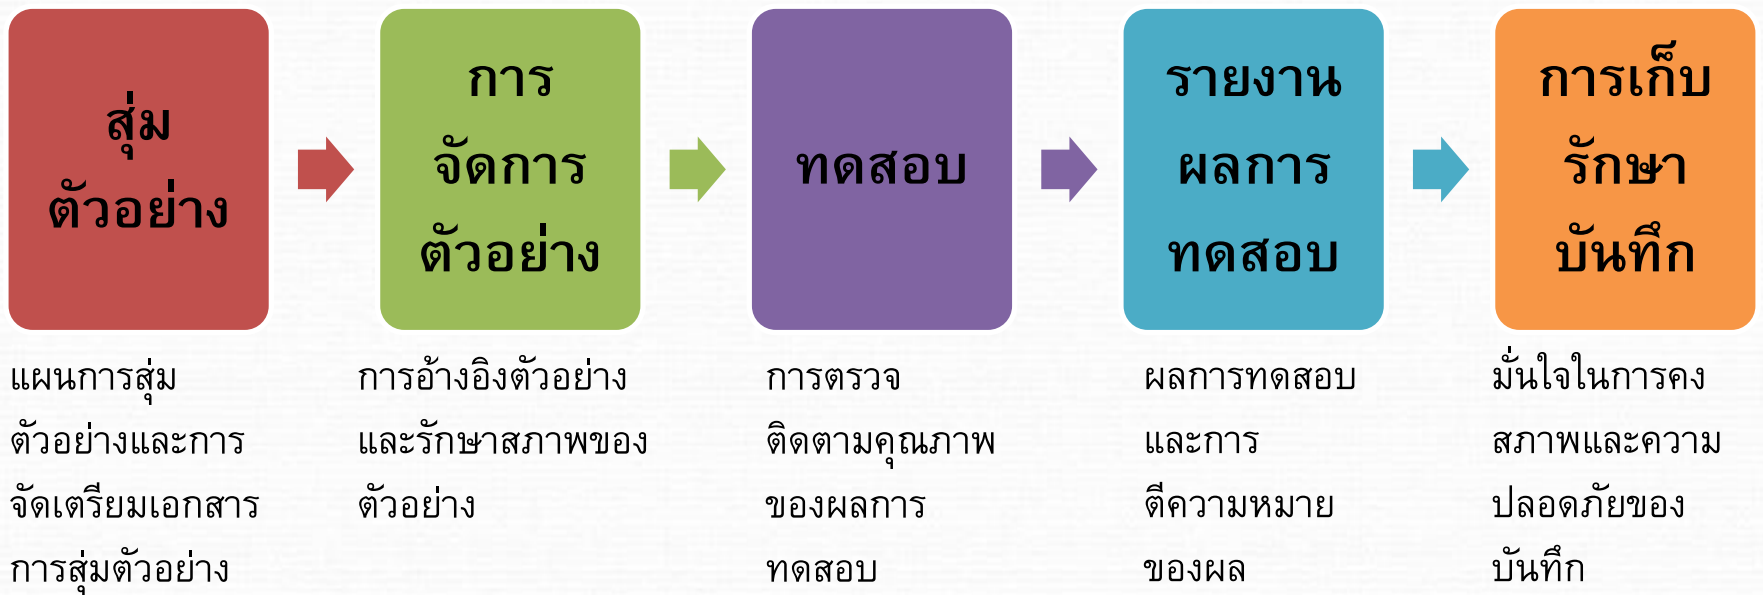 สุ่ม
ตัวอย่าง
การ
จัดการ
ตัวอย่าง
ทดสอบ
รายงาน
ผลการ
ทดสอบ
การเก็บ
รักษา
บันทึก
แผนการสุ่ม
ตัวอย่างและการ
จัดเตรียมเอกสาร
การสุ่มตัวอย่าง
การอ้างอิงตัวอย่าง
และรักษาสภาพของ
ตัวอย่าง
การตรวจ
ติดตามคุณภาพ
ของผลการ
ทดสอบ
ผลการทดสอบ
และการ
ตีความหมาย
ของผล
มั่นใจในการคง
สภาพและความ
ปลอดภัยของ
บันทึก